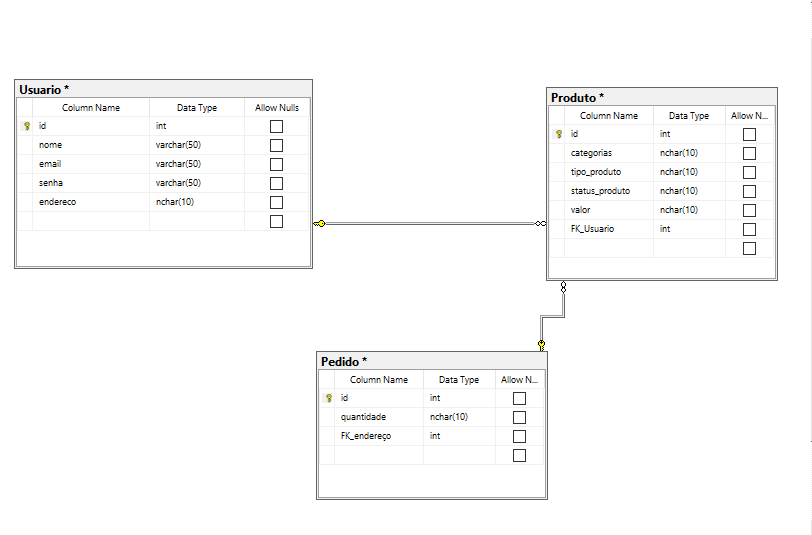 Usuario *
Column Name Data Type Allow Nulls
id int
nome varchar(50)
email varchar(50)
senha varchar(50)
endereco nchar(10)
Produto *
Column Name Data Type Allow N...
id int
categorias nchar(10)
tipo_produto nchar(10)
status_produto nchar(10)
valor nchar(10)
FK_Usuario int
Pedido *
Column Name Data Type Allow N...
id int
quantidade nchar(10)
FK_endereço int